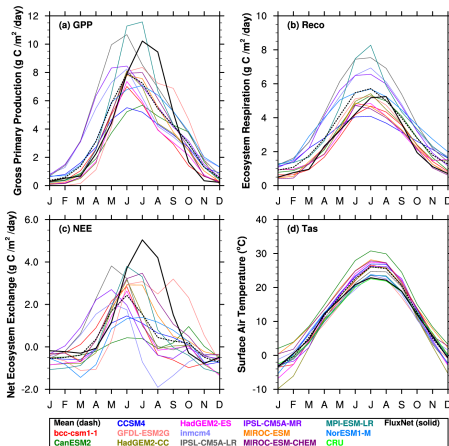 (a) GPP
Gross Primary Production (g C /m² /day)
12
10
8
6
4
2
0
J F M A M J J A S O N D
(b) Reco
Ecosystem Respiration (g C /m² /day)
10
8
6
4
2
0
J F M A M J J A S O N D
(c) NEE
Net Ecosystem Exchange (g C /m² /day)
6.0
4.0
2.0
0.0
-2.0
J F M A M J J A S O N D
(d) Tas
Surface Air Temperature (°C)
40
30
20
10
0
-10
J F M A M J J A S O N D
Mean (dash) CCSM4 HadGEM2-ES IPSL-CM5A-MR MPI-ESM-LR FluxNet (solid)
bcc-csm1-1 GFDL-ESM2G inmcm4 MIROC-ESM NorESM1-M
CanESM2 HadGEM2-CC IPSL-CM5A-LR MIROC-ESM-CHEM CRU